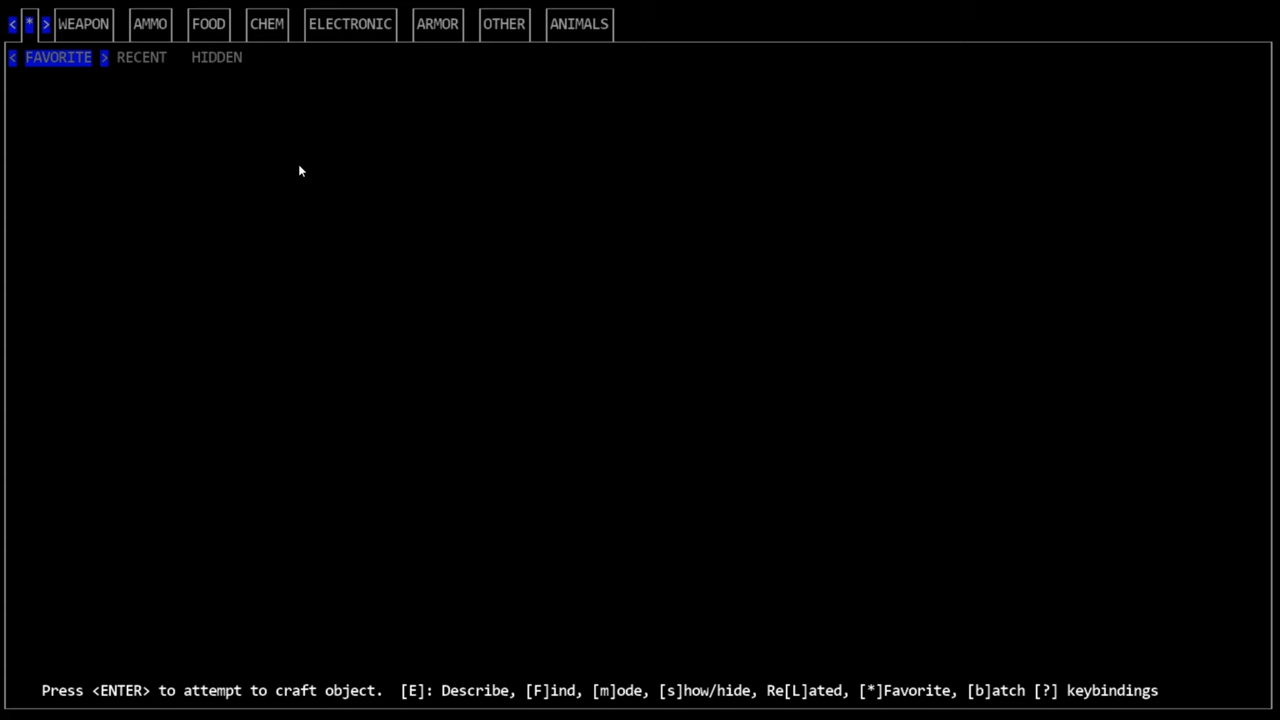 < * > WEAPON AMMO FOOD CHEM ELECTRONIC ARMOR OTHER ANIMALS
< FAVORITE > RECENT HIDDEN
Press <ENTER> to attempt to craft object. [E]: Describe, [F]ind, [m]ode, [s]how/hide, Re[L]ated, [*]Favorite, [b]atch [?] keybindings